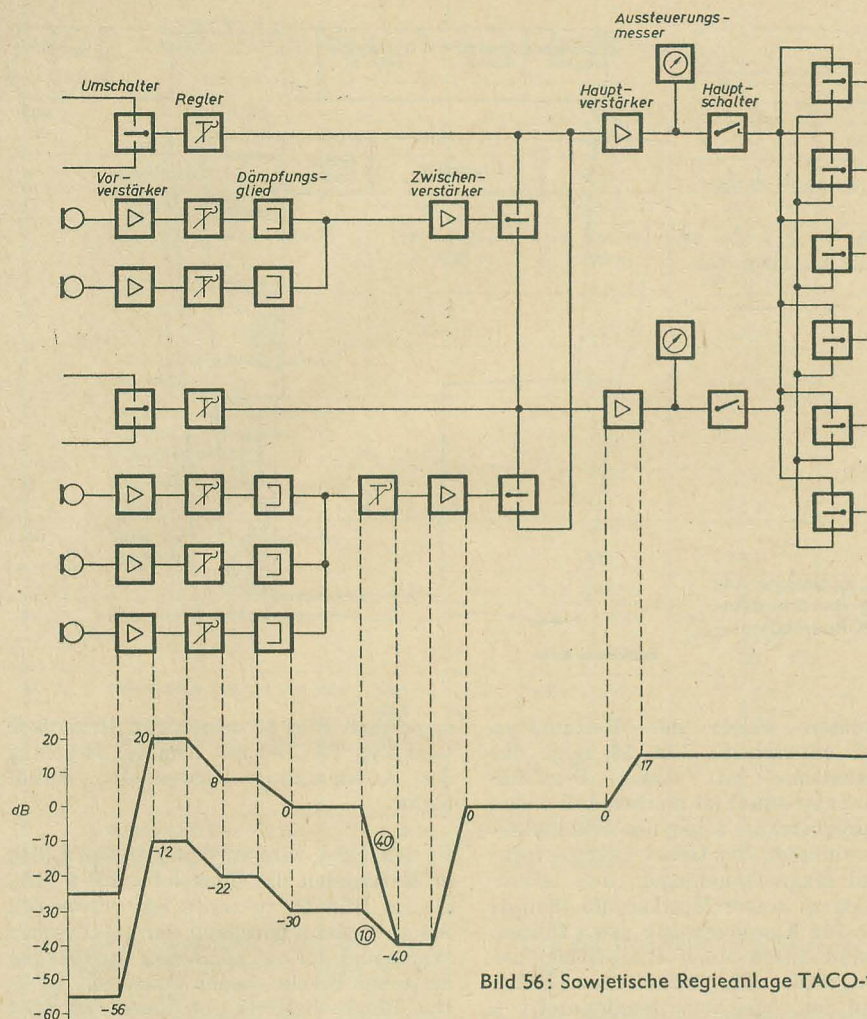 Aussteuerungs-
messer
Umschalter
Regler
Haupt-
verstärker
Haupt-
schalter
Vor-
verstärker
Dämpfungs-
glied
Zwischen-
verstärker
20
10
dB
0
-10
-20
-30
-40
-50
-60
20
8
0
40
-12
-22
-30
10
-40
-56
0
0
17
Bild 56: Sowjetische Regieanlage TACO-